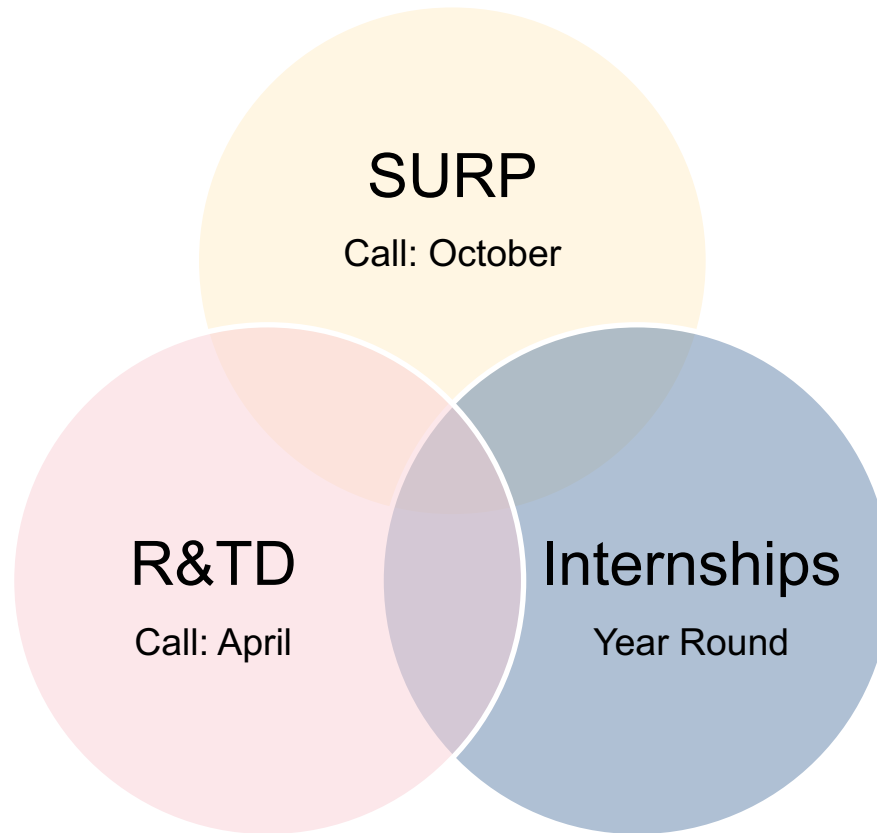 SURP
Call: October
R&TD
Call: April
Internships
Year Round